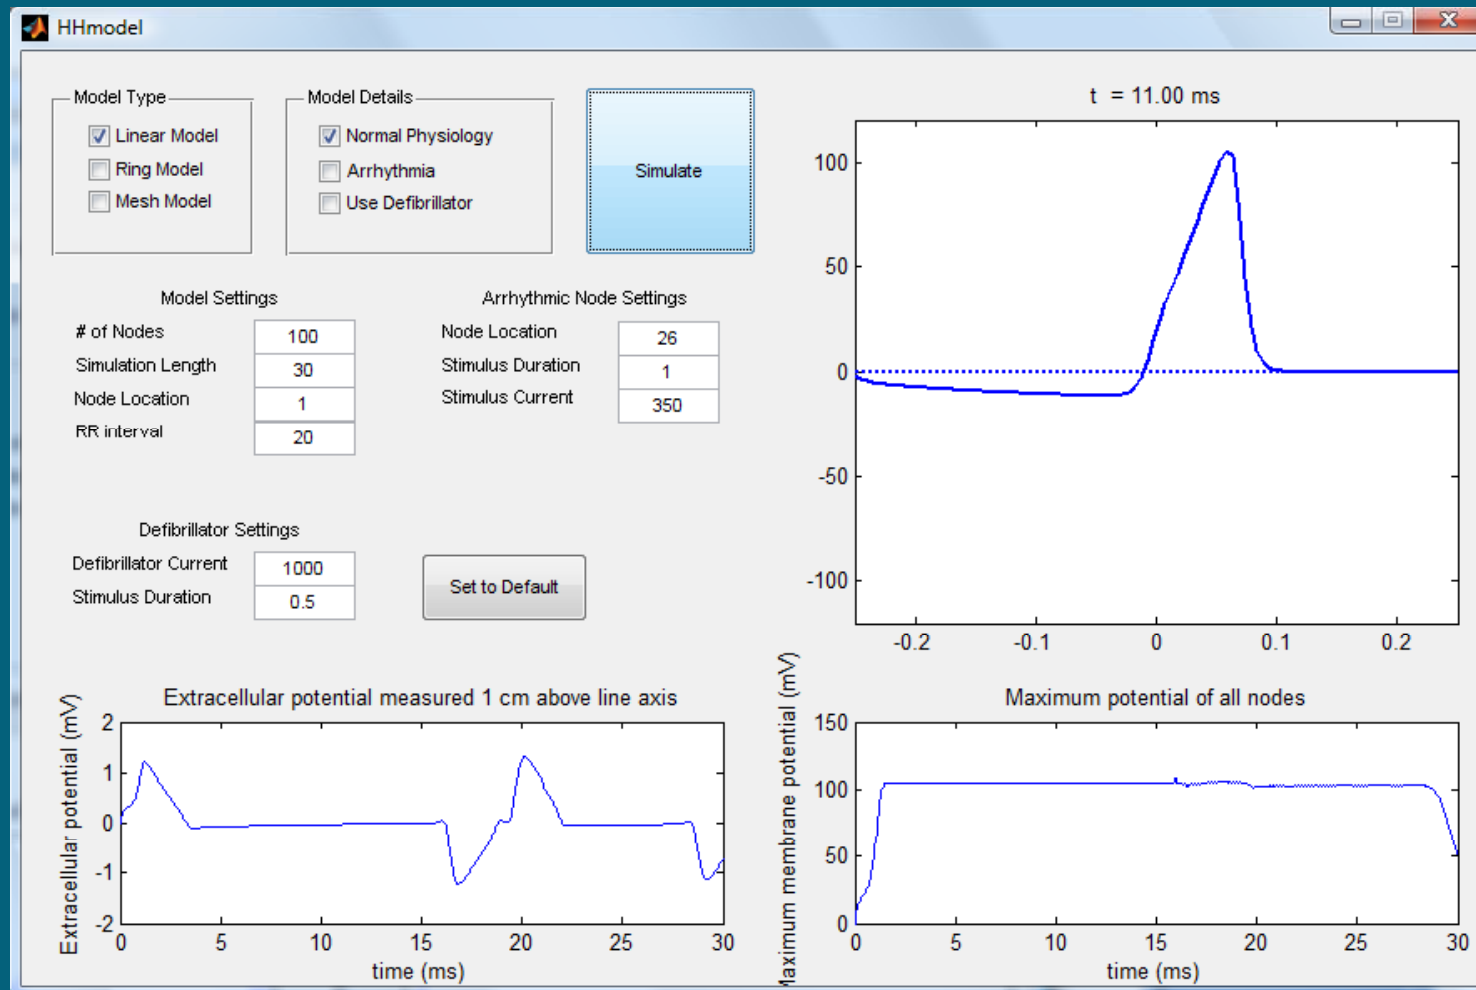 HHmodel
Model Type
Linear Model
Ring Model
Mesh Model
Model Details
Normal Physiology
Arrhythmia
Use Defibrillator
Simulate
Model Settings
# of Nodes 100
Simulation Length 30
Node Location 1
RR interval 20
Arrhythmic Node Settings
Node Location 26
Stimulus Duration 1
Stimulus Current 350
Defibrillator Settings
Defibrillator Current 1000
Stimulus Duration 0.5
Set to Default
t = 11.00 ms
100
50
0
-50
-100
-0.2 -0.1 0 0.1 0.2
Extracellular potential measured 1 cm above line axis
Extracellular potential (mV)
2
1
0
-1
-2
0 5 10 15 20 25 30
time (ms)
Maximum potential of all nodes
Maximum membrane potential (mV)
150
100
50
0
0 5 10 15 20 25 30
time (ms)